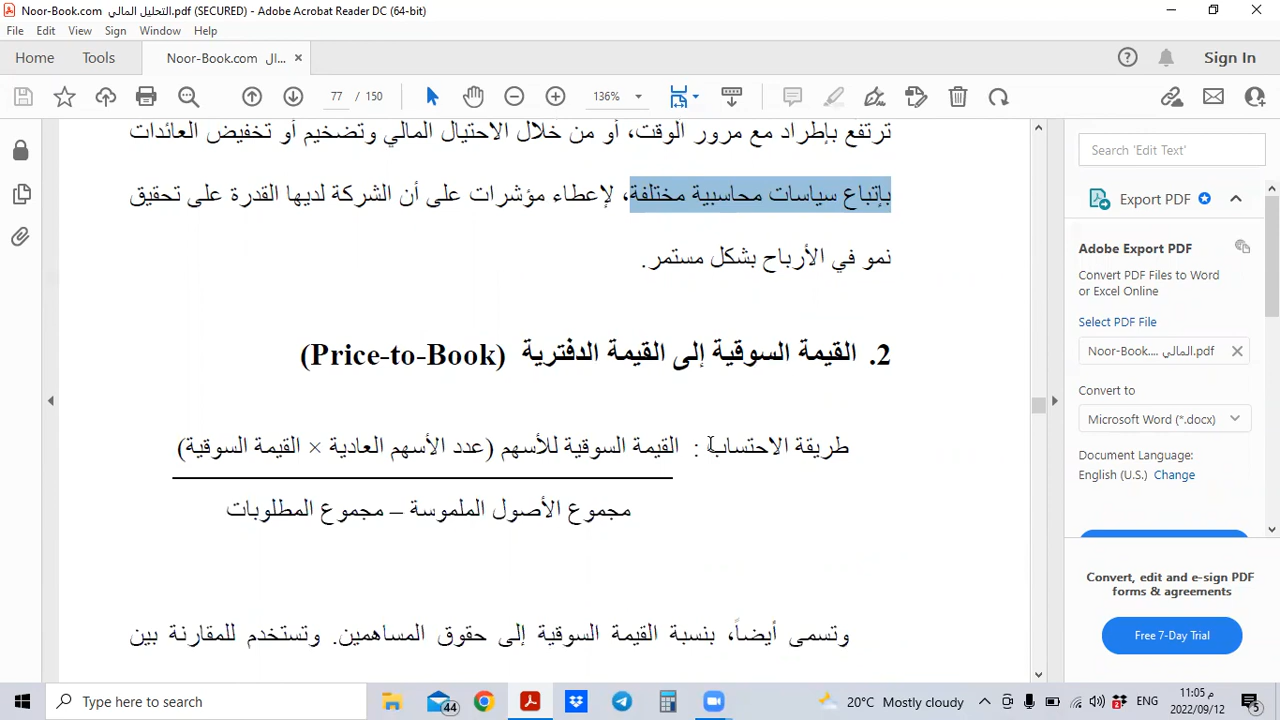 Noor-Book.com التحليل المالي.pdf (SECURED) - Adobe Acrobat Reader DC (64-bit)
File Edit View Sign Window Help
Home Tools Noor-Book.com ال... × Sign In
77 / 150 136%
ترتفع بإطراد مع مرور الوقت، أو من خلال الاحتيال المالي وتضخيم أو تخفيض العائدات
بإتباع سياسات محاسبية مختلفة، لإعطاء مؤشرات على أن الشركة لديها القدرة على تحقيق
نمو في الأرباح بشكل مستمر.
2. القيمة السوقية إلى القيمة الدفترية (Price-to-Book)
طريقة الاحتساب : القيمة السوقية للأسهم (عدد الأسهم العادية × القيمة السوقية)
مجموع الأصول الملموسة – مجموع المطلوبات
وتسمى أيضاً، بنسبة القيمة السوقية إلى حقوق المساهمين. وتستخدم للمقارنة بين
Search 'Edit Text'
Export PDF
Adobe Export PDF
Convert PDF Files to Word
or Excel Online
Select PDF File
Noor-Book.... المالي.pdf
Convert to
Microsoft Word (*.docx)
Document Language:
English (U.S.) Change
Convert, edit and e-sign PDF
forms & agreements
Free 7-Day Trial
Type here to search
44
20°C Mostly cloudy
ENG
11:05 م
2022/09/12
5